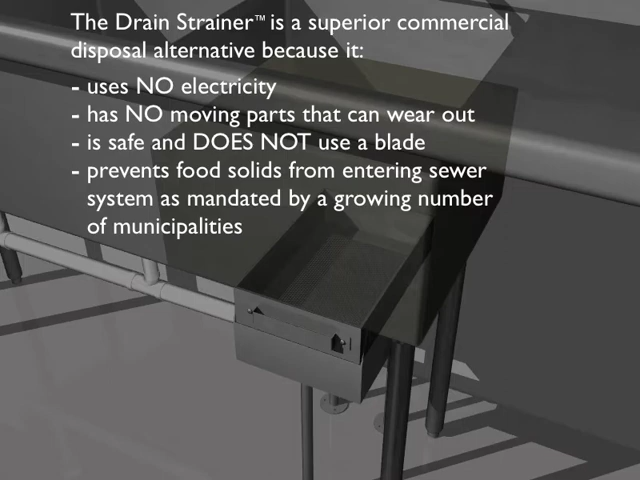 The Drain Strainer™ is a superior commercial
disposal alternative because it:
- uses NO electricity
- has NO moving parts that can wear out
- is safe and DOES NOT use a blade
- prevents food solids from entering sewer
system as mandated by a growing number
of municipalities